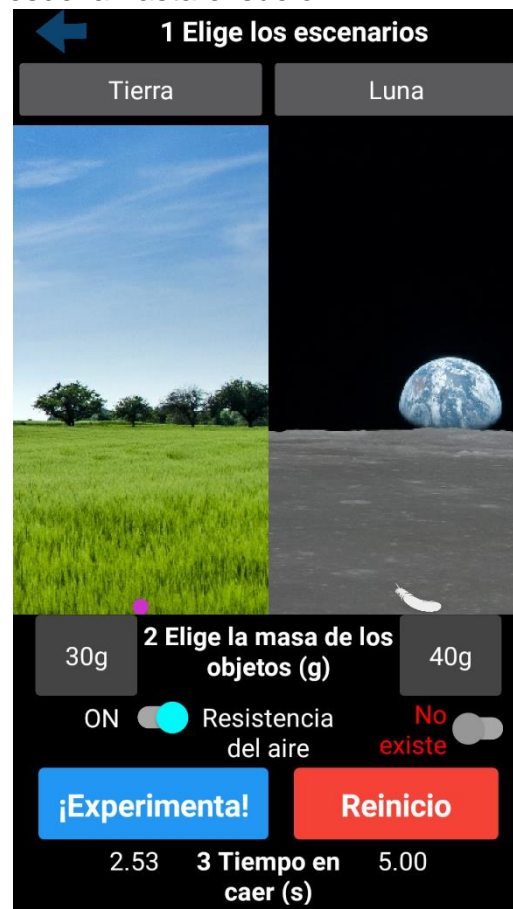 1 Elige los escenarios
Tierra Luna
2 Elige la masa de los
objetos (g)
30g 40g
ON Resistencia
del aire
No
existe
¡Experimenta! Reinicio
2.53 3 Tiempo en 5.00
caer (s)